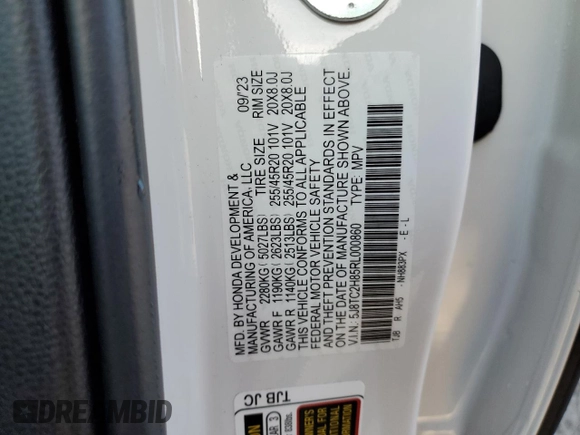 MFD. BY HONDA DEVELOPMENT &
MANUFACTURING OF AMERICA, LLC 09/'23
TIRE SIZE RIM SIZE
GVWR 2280KG(5027LBS)
GAWR F 1190KG(2623LBS) 255/45R20 101V 20X8.0J
GAWR R 1140KG(2513LBS) 255/45R20 101V 20X8.0J
THIS VEHICLE CONFORMS TO ALL APPLICABLE
FEDERAL MOTOR VEHICLE SAFETY
AND THEFT PREVENTION STANDARDS IN EFFECT
ON THE DATE OF MANUFACTURE SHOWN ABOVE.
V.I.N. 5J8TC2H85RL000860 TYPE: MPV
TJB R AH5 NH883PX - E - L
TJB JC
DREAMBID